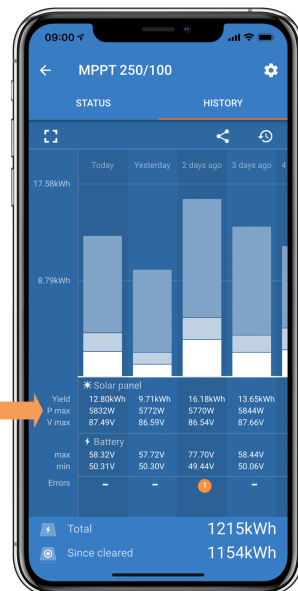 09:00
MPPT 250/100
STATUS HISTORY
Today Yesterday 2 days ago 3 days ago 4
17.58kWh
8.79kWh
Solar panel
Yield 12.80kWh 9.71kWh 16.18kWh 13.65kWh
P max 5832W 5772W 5770W 5844W
V max 87.49V 86.59V 86.54V 87.66V
Battery
max 58.32V 57.72V 77.70V 58.44V
min 50.31V 50.30V 49.44V 50.06V
Errors – – 1 –
Total 1215kWh
Since cleared 1154kWh